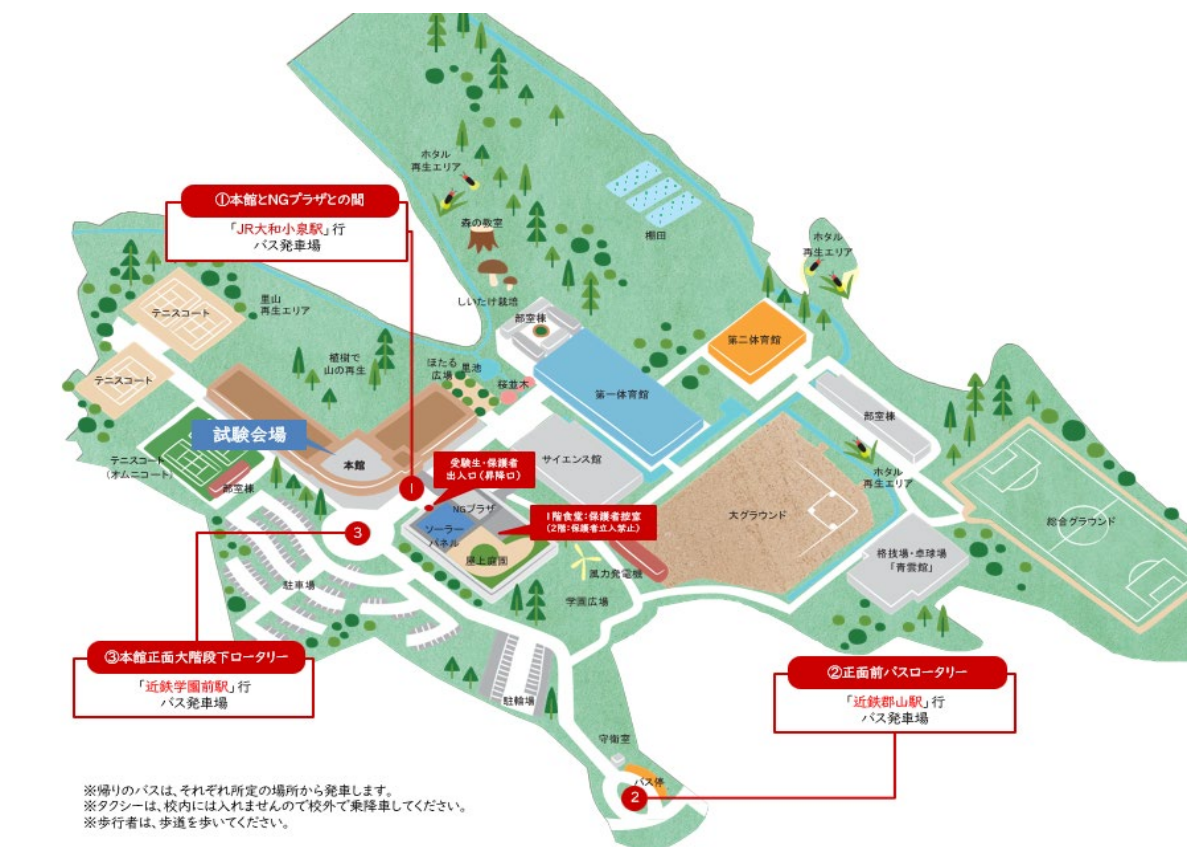 ホタル
再生エリア
①本館とNGプラザとの間
「JR大和小泉駅」行
バス発車場
森の教室
棚田
ホタル
再生エリア
しいたけ栽培
テニスコート
里山
再生エリア
部室棟
第二体育館
植樹で
山の再生
ほたる
広場
里池
桜並木
テニスコート
第一体育館
部室棟
試験会場
本館
テニスコート
(オムニコート)
部室棟
受験生・保護者
出入口(昇降口)
サイエンス館
ホタル
再生エリア
1
NGプラザ
1階食堂:保護者控室
(2階:保護者立入禁止)
大グラウンド
総合グラウンド
3
ソーラー
パネル
屋上庭園
格技場・卓球場
「青雲館」
風力発電機
駐車場
学園広場
③本館正面大階段下ロータリー
「近鉄学園前駅」行
バス発車場
②正面前バスロータリー
「近鉄郡山駅」行
バス発車場
駐輪場
守衛室
バス停
2
※帰りのバスは、それぞれ所定の場所から発車します。
※タクシーは、校内には入れませんので校外で乗降車してください。
※歩行者は、歩道を歩いてください。